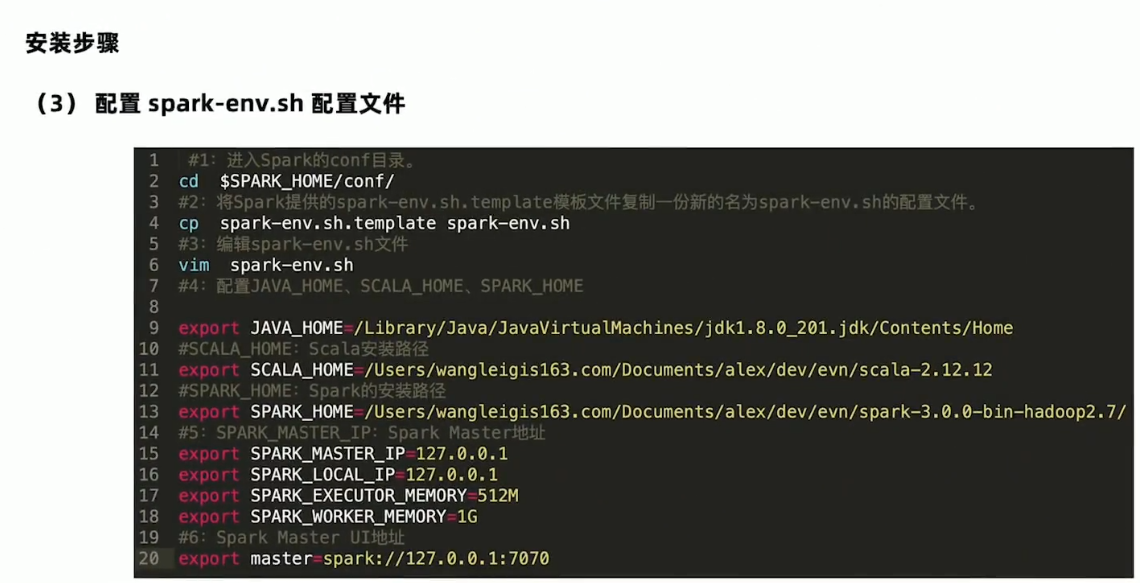 安装步骤
（3） 配置 spark-env.sh 配置文件
1 #1：进入Spark的conf目录。
2 cd $SPARK_HOME/conf/
3 #2：将Spark提供的spark-env.sh.template模板文件复制一份新的名为spark-env.sh的配置文件。
4 cp spark-env.sh.template spark-env.sh
5 #3：编辑spark-env.sh文件
6 vim spark-env.sh
7 #4：配置JAVA_HOME、SCALA_HOME、SPARK_HOME
8
9 export JAVA_HOME=/Library/Java/JavaVirtualMachines/jdk1.8.0_201.jdk/Contents/Home
10 #SCALA_HOME：Scala安装路径
11 export SCALA_HOME=/Users/wangleigis163.com/Documents/alex/dev/evn/scala-2.12.12
12 #SPARK_HOME：Spark的安装路径
13 export SPARK_HOME=/Users/wangleigis163.com/Documents/alex/dev/evn/spark-3.0.0-bin-hadoop2.7/
14 #5：SPARK_MASTER_IP：Spark Master地址
15 export SPARK_MASTER_IP=127.0.0.1
16 export SPARK_LOCAL_IP=127.0.0.1
17 export SPARK_EXECUTOR_MEMORY=512M
18 export SPARK_WORKER_MEMORY=1G
19 #6：Spark Master UI地址
20 export master=spark://127.0.0.1:7070